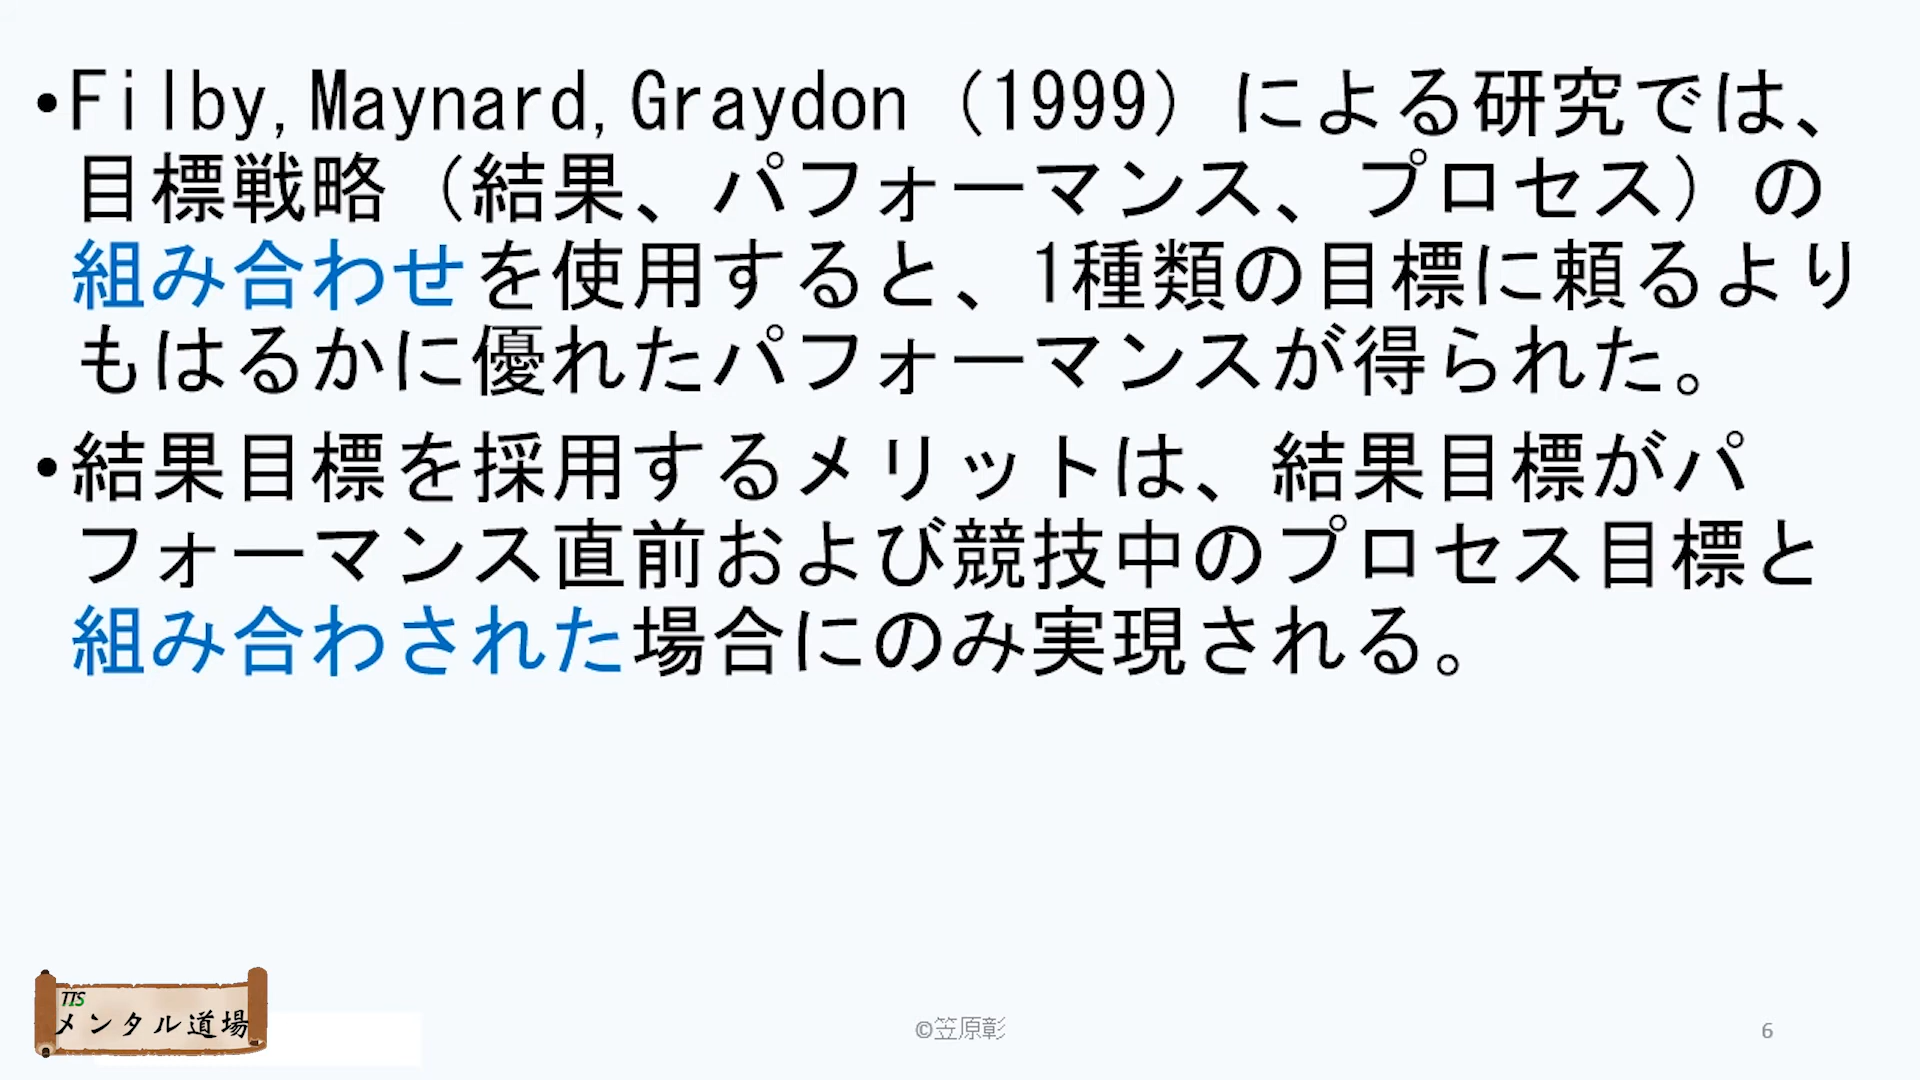 •Filby,Maynard,Graydon（1999）による研究では、
目標戦略（結果、パフォーマンス、プロセス）の
組み合わせを使用すると、1種類の目標に頼るより
もはるかに優れたパフォーマンスが得られた。
•結果目標を採用するメリットは、結果目標がパ
フォーマンス直前および競技中のプロセス目標と
組み合わされた場合にのみ実現される。
TTS
メンタル道場
©笠原彰
6